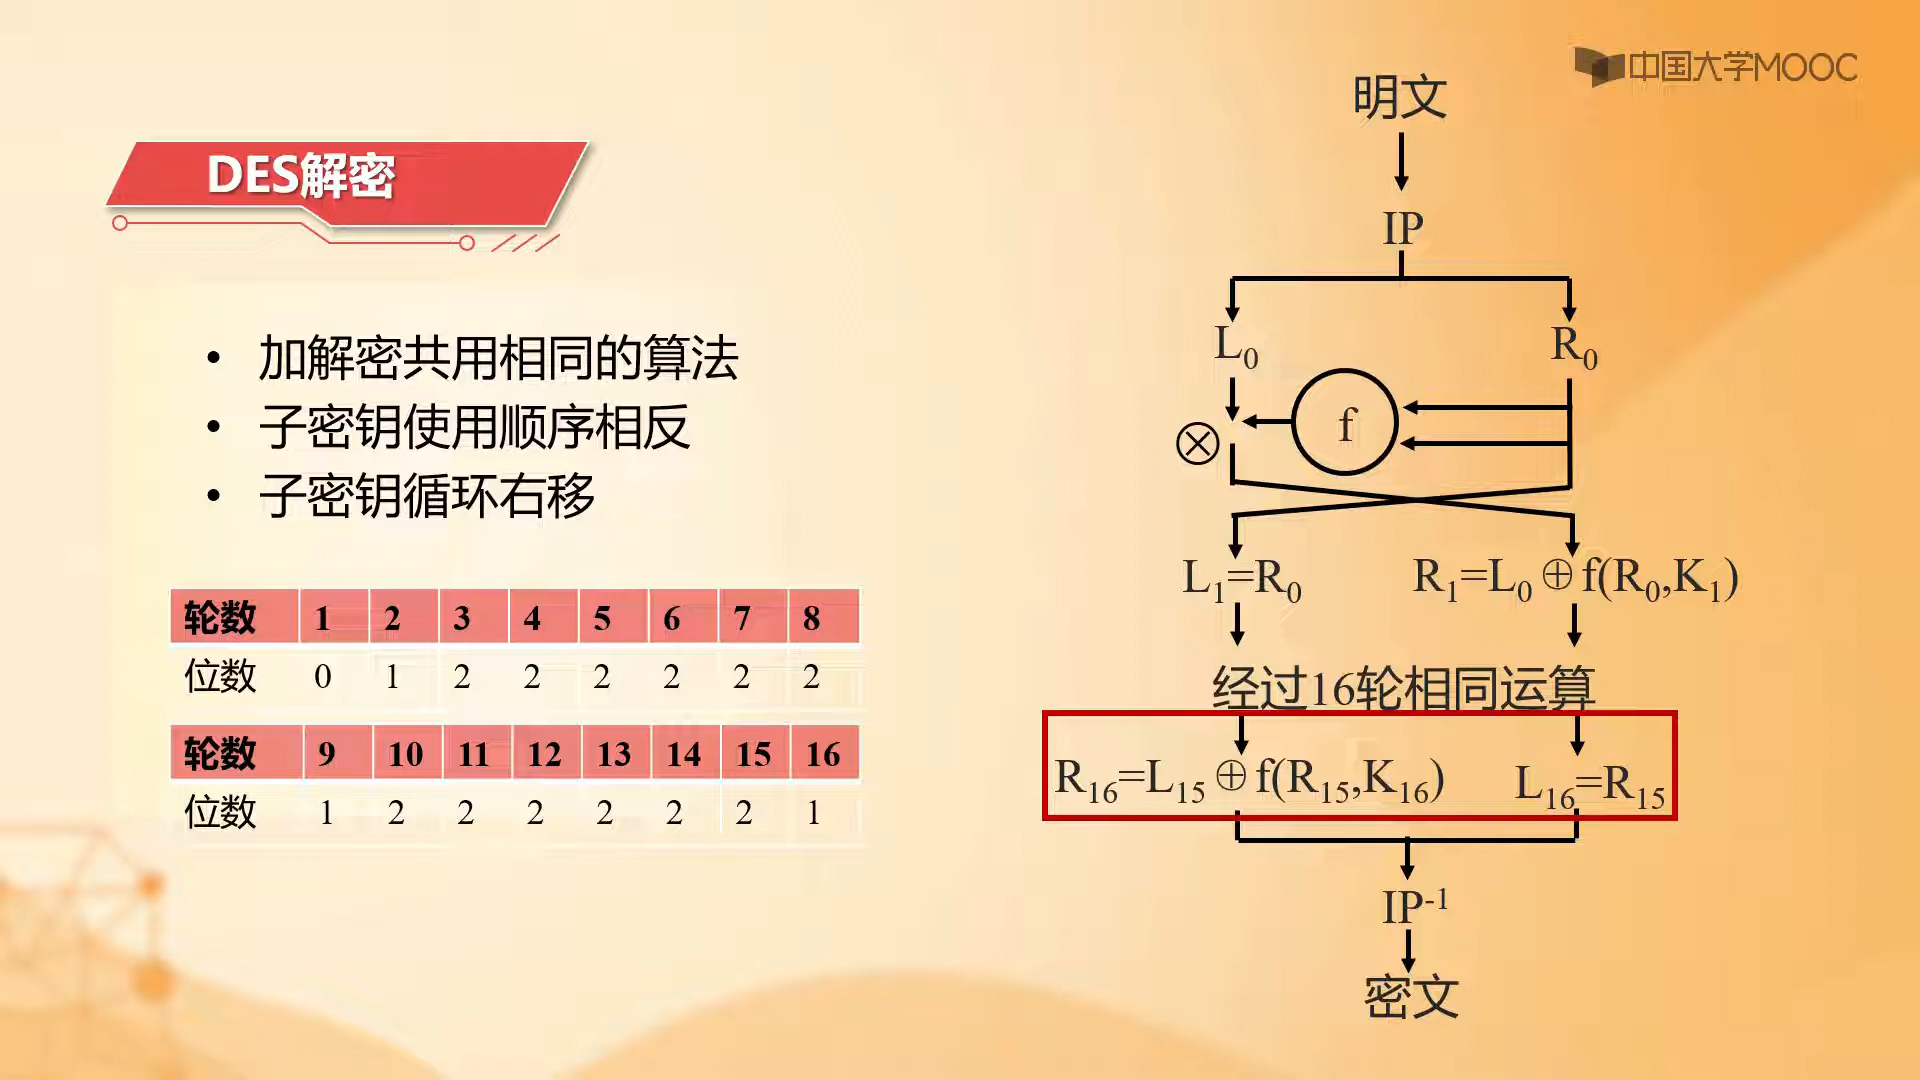 中国大学MOOC
DES解密
• 加解密共用相同的算法
• 子密钥使用顺序相反
• 子密钥循环右移
轮数 1 2 3 4 5 6 7 8
位数 0 1 2 2 2 2 2 2
轮数 9 10 11 12 13 14 15 16
位数 1 2 2 2 2 2 2 1
明文
IP
L₀ R₀
f
⊗
L₁=R₀ R₁=L₀⊕f(R₀,K₁)
经过16轮相同运算
R₁₆=L₁₅⊕f(R₁₅,K₁₆) L₁₆=R₁₅
IP⁻¹
密文